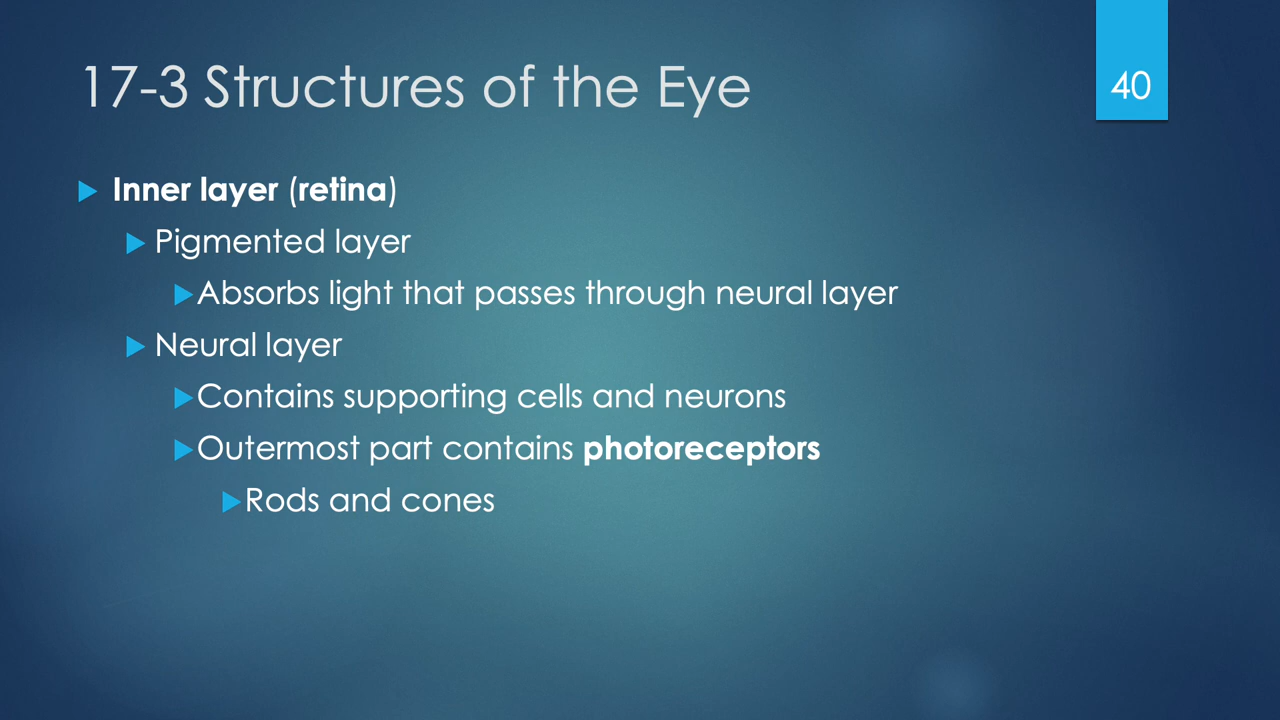 17-3 Structures of the Eye
40
Inner layer (retina)
Pigmented layer
Absorbs light that passes through neural layer
Neural layer
Contains supporting cells and neurons
Outermost part contains photoreceptors
Rods and cones